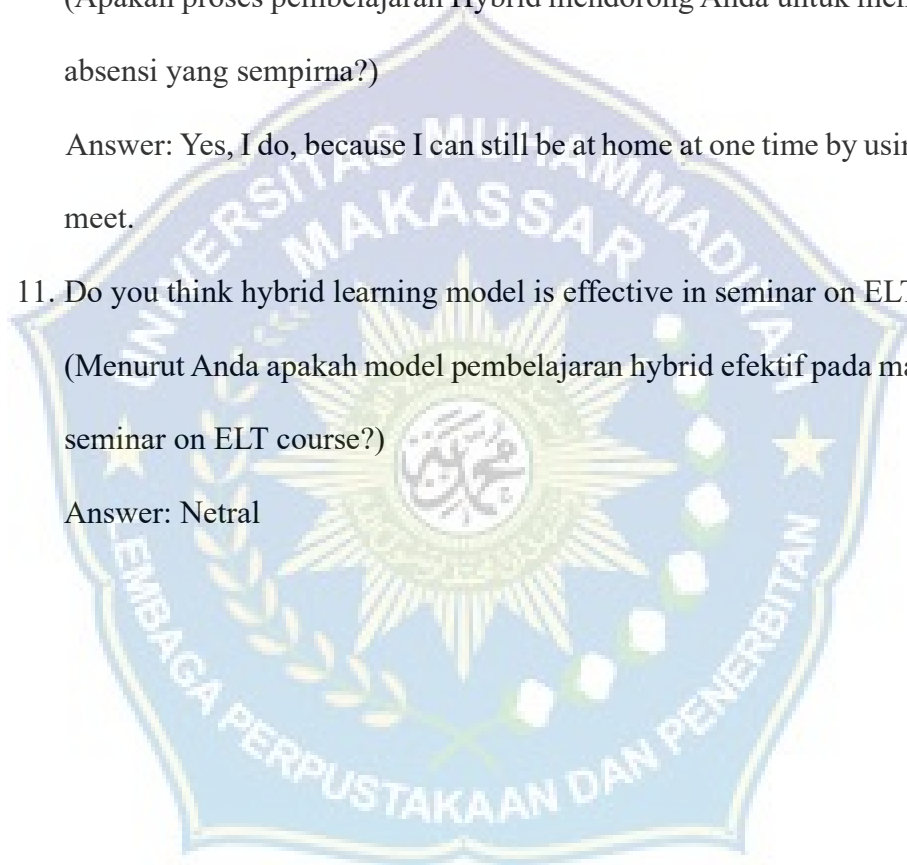 (Apakah proses pembelajaran Hybrid mendorong Anda untuk
absensi yang sempirna?)
Answer: Yes, I do, because I can still be at home at one time by
meet.
11. Do you think hybrid learning model is effective in seminar on ELT
(Menurut Anda apakah model pembelajaran hybrid efektif pada
seminar on ELT course?)
Answer: Netral
UNIVERSITAS MUHAMMADIYAH
MAKASSAR
LEMBAGA PERPUSTAKAAN DAN PENERBITAN